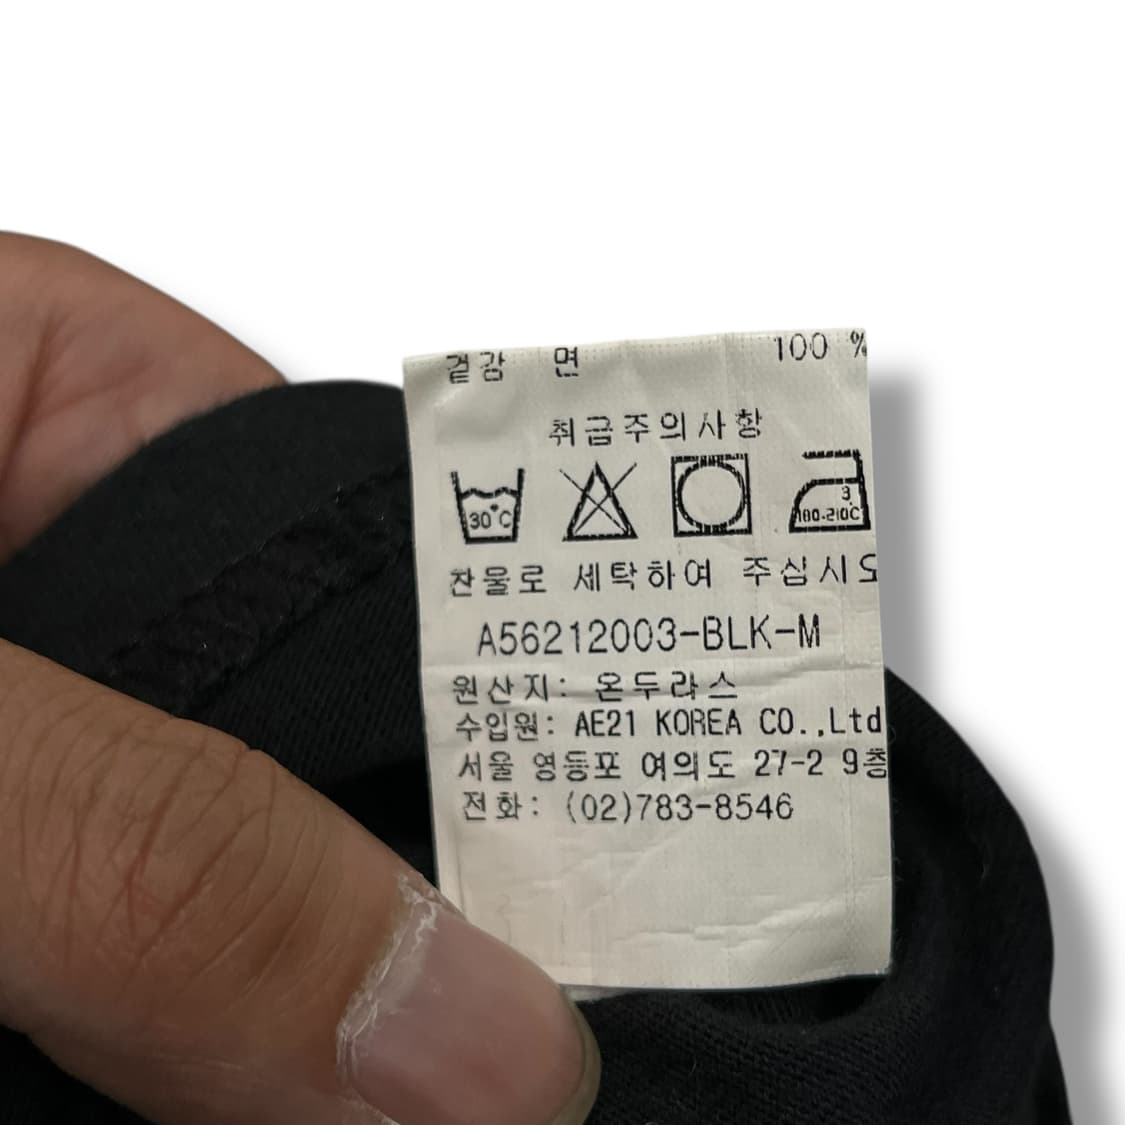 겉감 면 100 %
취급주의사항
30°C 3 180-210C
찬물로 세탁하여 주십시오
A56212003-BLK-M
원산지: 온두라스
수입원: AE21 KOREA CO.,Ltd
서울 영등포 여의도 27-2 9층
전화: (02)783-8546